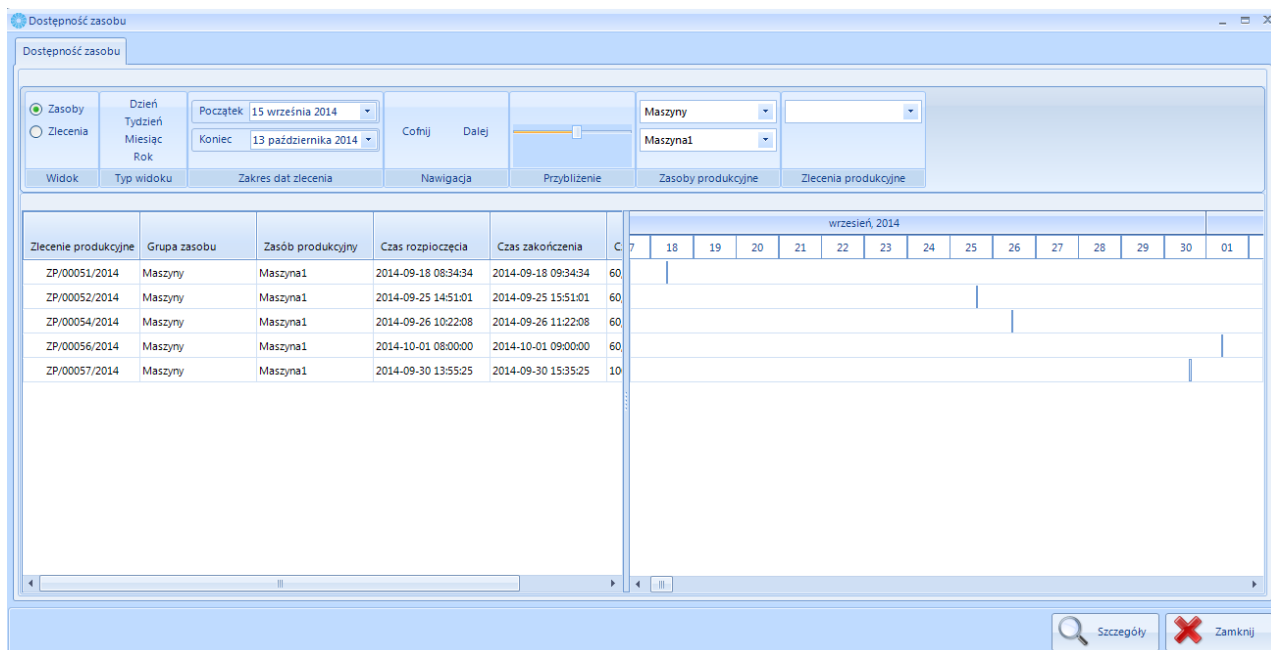 Dostępność zasobu
Dostępność zasobu
Zasoby
Zlecenia
Widok
Dzień
Tydzień
Miesiąc
Rok
Typ widoku
Początek 15 września 2014
Koniec 13 października 2014
Zakres dat zlecenia
Cofnij Dalej
Nawigacja
Przybliżenie
Maszyny
Maszyna1
Zasoby produkcyjne
Zlecenia produkcyjne
wrzesień, 2014
Zlecenie produkcyjne Grupa zasobu Zasób produkcyjny Czas rozpioczęcia Czas zakończenia C 7 18 19 20 21 22 23 24 25 26 27 28 29 30 01
ZP/00051/2014 Maszyny Maszyna1 2014-09-18 08:34:34 2014-09-18 09:34:34 60,
ZP/00052/2014 Maszyny Maszyna1 2014-09-25 14:51:01 2014-09-25 15:51:01 60,
ZP/00054/2014 Maszyny Maszyna1 2014-09-26 10:22:08 2014-09-26 11:22:08 60,
ZP/00056/2014 Maszyny Maszyna1 2014-10-01 08:00:00 2014-10-01 09:00:00 60,
ZP/00057/2014 Maszyny Maszyna1 2014-09-30 13:55:25 2014-09-30 15:35:25 10
Szczegóły Zamknij